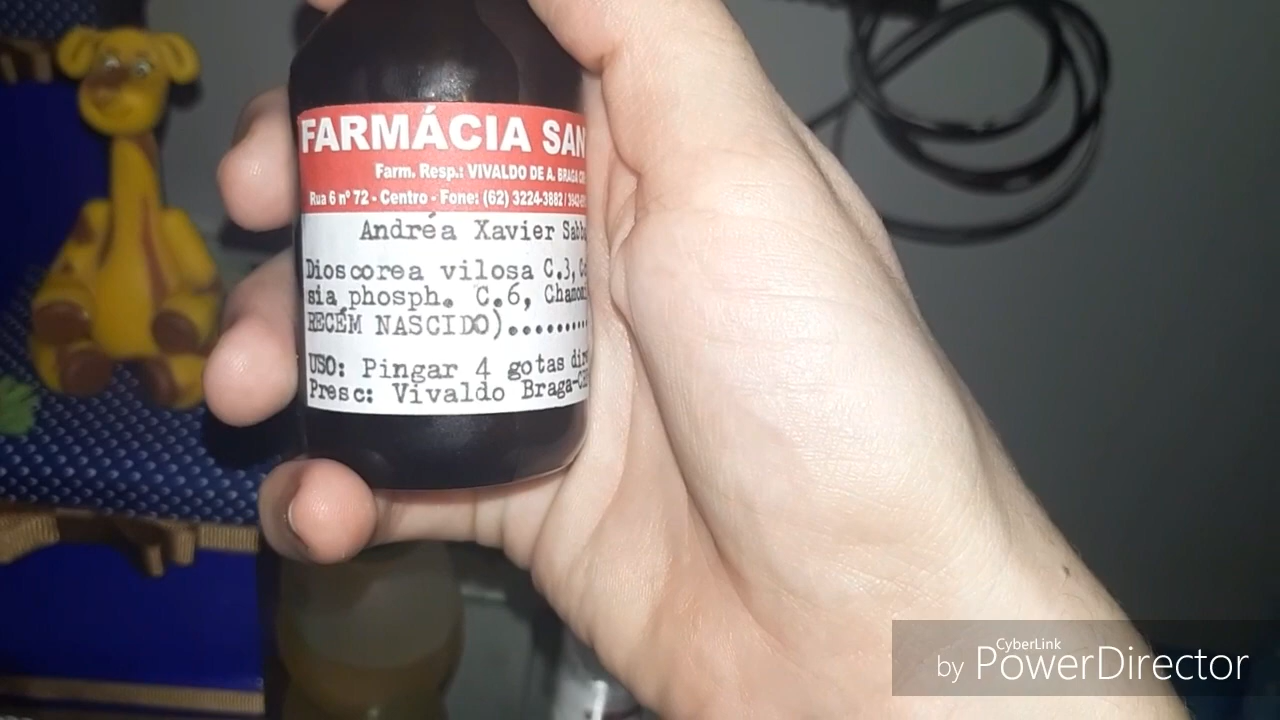 FARMÁCIA SAN
Farm. Resp.: VIVALDO DE A. BRAGA
Rua 6 nº 72 - Centro - Fone: (62) 3224-3882 /
Andréa Xavier
Dioscorea vilosa C.3,
sia phosph. C.6,
RECÉM NASCIDO)..........
USO: Pingar 4 gotas
Presc: Vivaldo Braga-
CyberLink
by PowerDirector